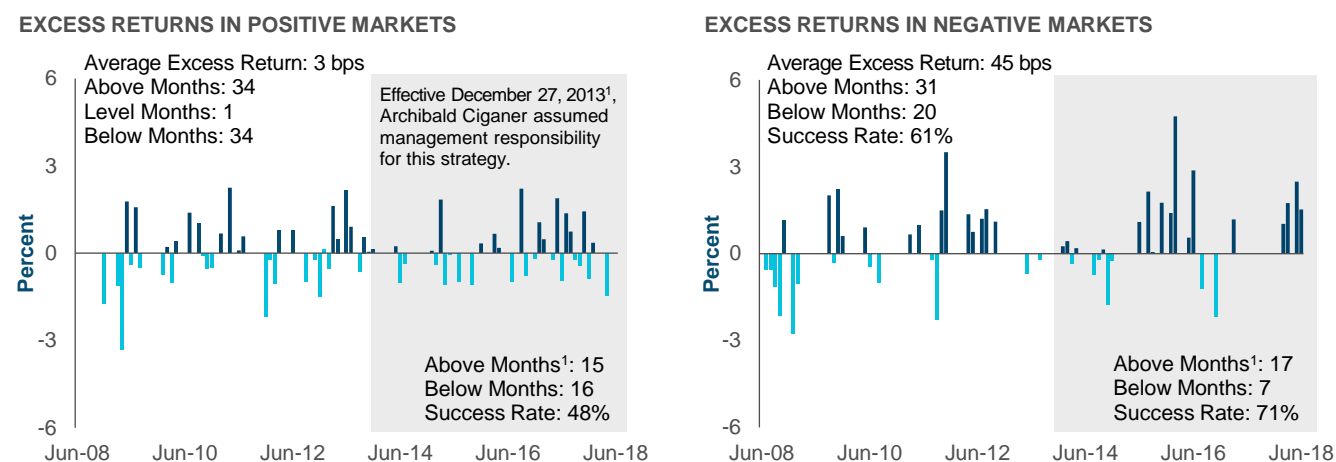 EXCESS RETURNS IN POSITIVE MARKETS
Average Excess Return: 3 bps
Above Months: 34
Level Months: 1
Below Months: 34
Effective December 27, 2013¹,
Archibald Ciganer assumed
management responsibility
for this strategy.
6
3
0
-3
-6
Percent
Above Months¹: 15
Below Months: 16
Success Rate: 48%
Jun-08 Jun-10 Jun-12 Jun-14 Jun-16 Jun-18
EXCESS RETURNS IN NEGATIVE MARKETS
Average Excess Return: 45 bps
Above Months: 31
Below Months: 20
Success Rate: 61%
6
3
0
-3
-6
Percent
Above Months¹: 17
Below Months: 7
Success Rate: 71%
Jun-08 Jun-10 Jun-12 Jun-14 Jun-16 Jun-18